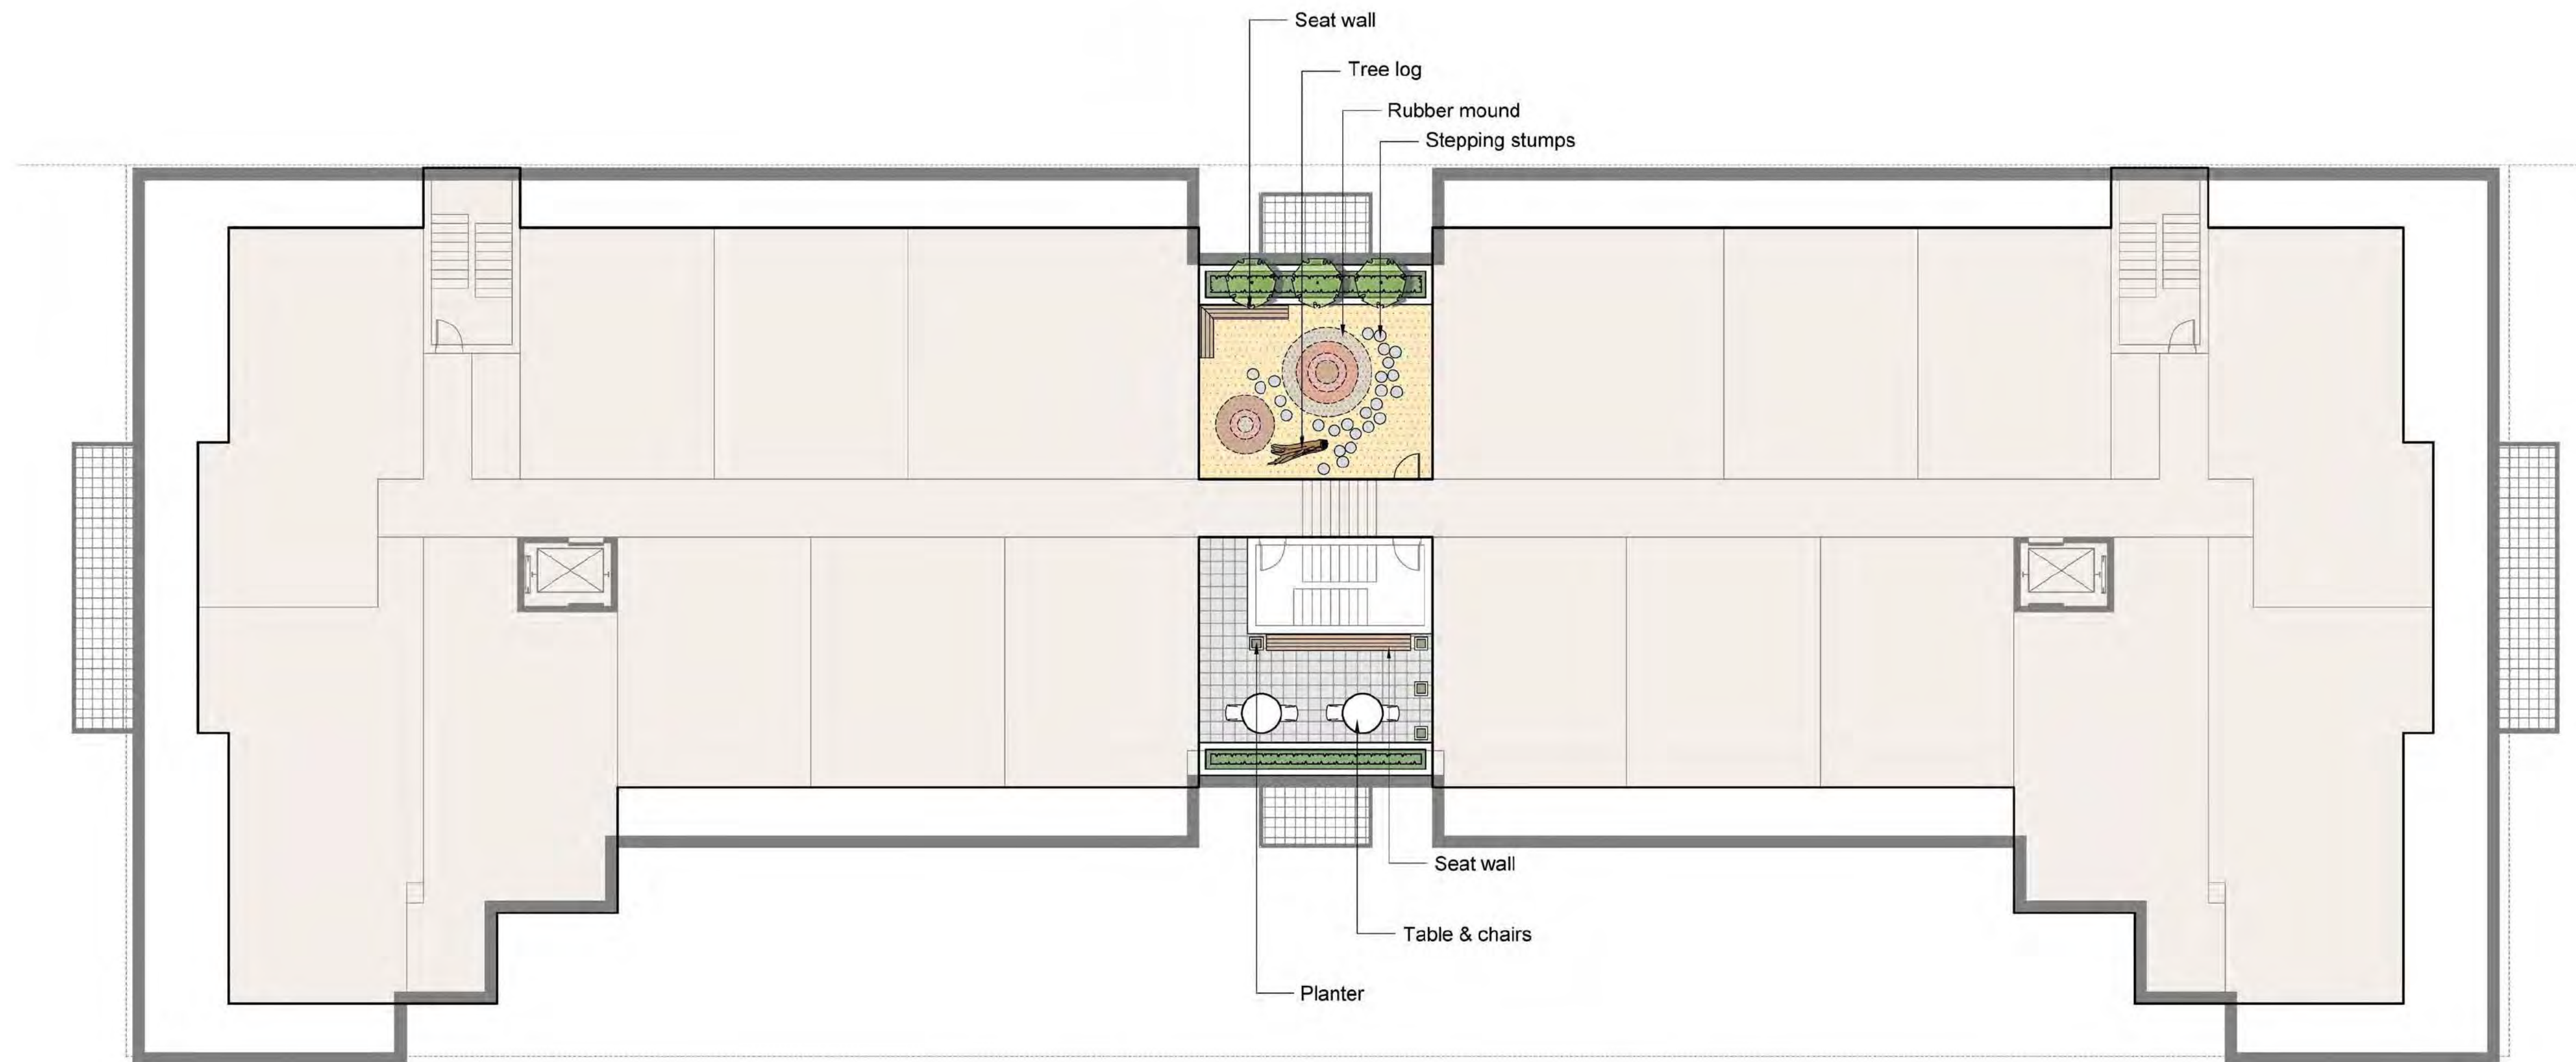 Seat wall
Tree log
Rubber mound
Stepping stumps
Seat wall
Table & chairs
Planter